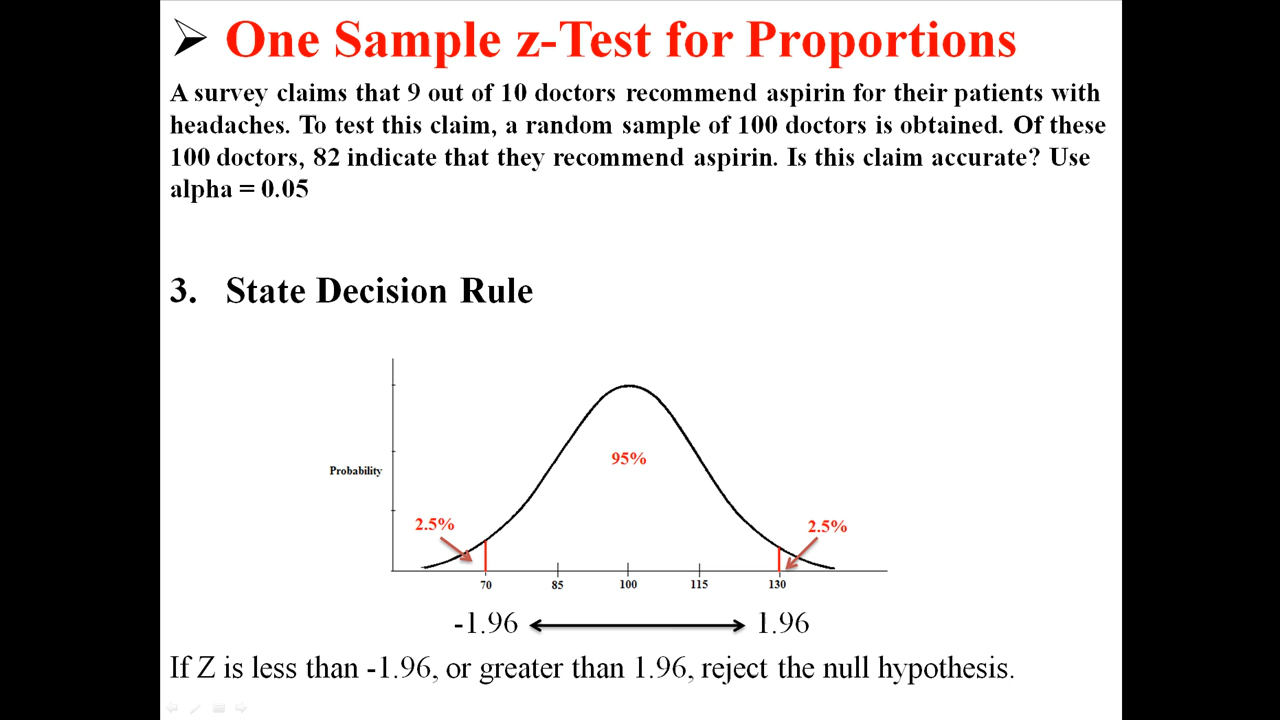 One Sample z-Test for Proportions
A survey claims that 9 out of 10 doctors recommend aspirin for their patients with
headaches. To test this claim, a random sample of 100 doctors is obtained. Of these
100 doctors, 82 indicate that they recommend aspirin. Is this claim accurate? Use
alpha = 0.05
3. State Decision Rule
95%
Probability
2.5%
2.5%
70 85 100 115 130
-1.96 1.96
If Z is less than -1.96, or greater than 1.96, reject the null hypothesis.